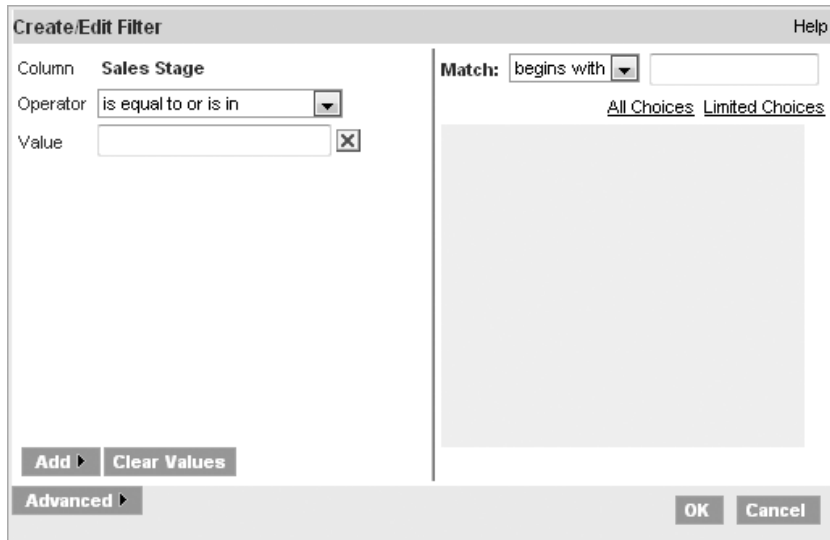 Create/Edit Filter
Help
Column Sales Stage
Operator is equal to or is in
Value
Match: begins with
All Choices Limited Choices
Add Clear Values
Advanced
OK Cancel